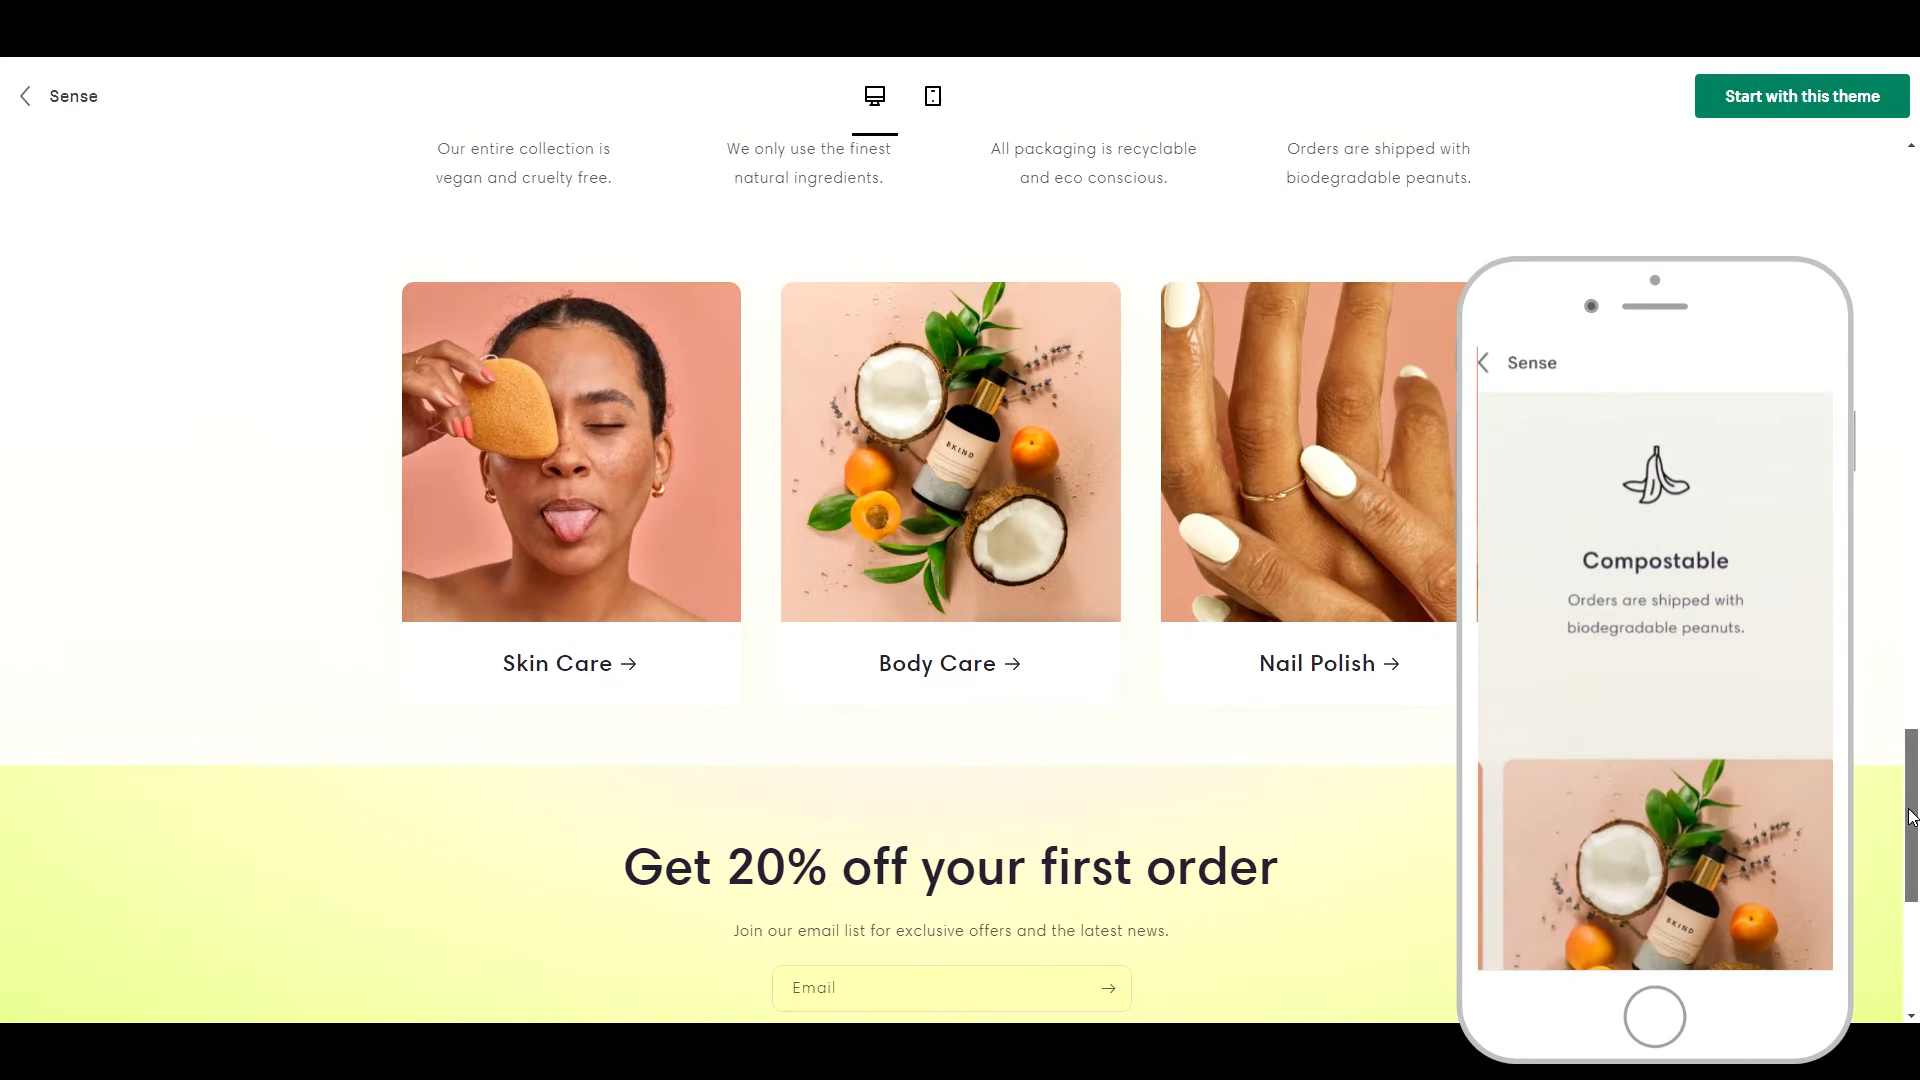 Sense
Start with this theme
Our entire collection is
vegan and cruelty free.
We only use the finest
natural ingredients.
All packaging is recyclable
and eco conscious.
Orders are shipped with
biodegradable peanuts.
BKIND
Skin Care →
Body Care →
Nail Polish →
Get 20% off your first order
Join our email list for exclusive offers and the latest news.
Email →
Sense
Compostable
Orders are shipped with
biodegradable peanuts.
BKIND